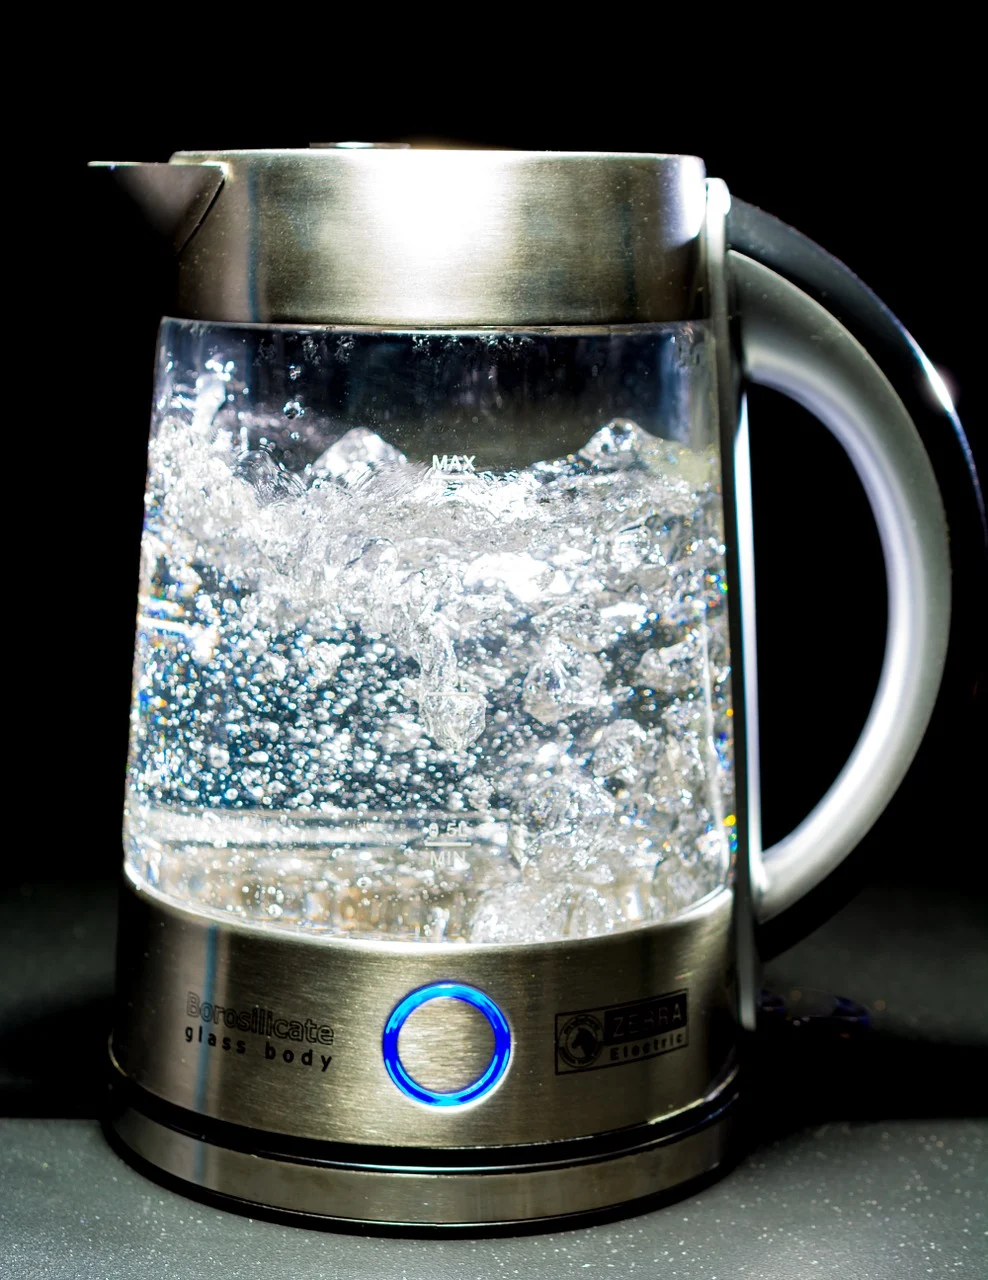 MAX
0.5L
MIN
Borosilicate
glass body
ZEBRA
Electric